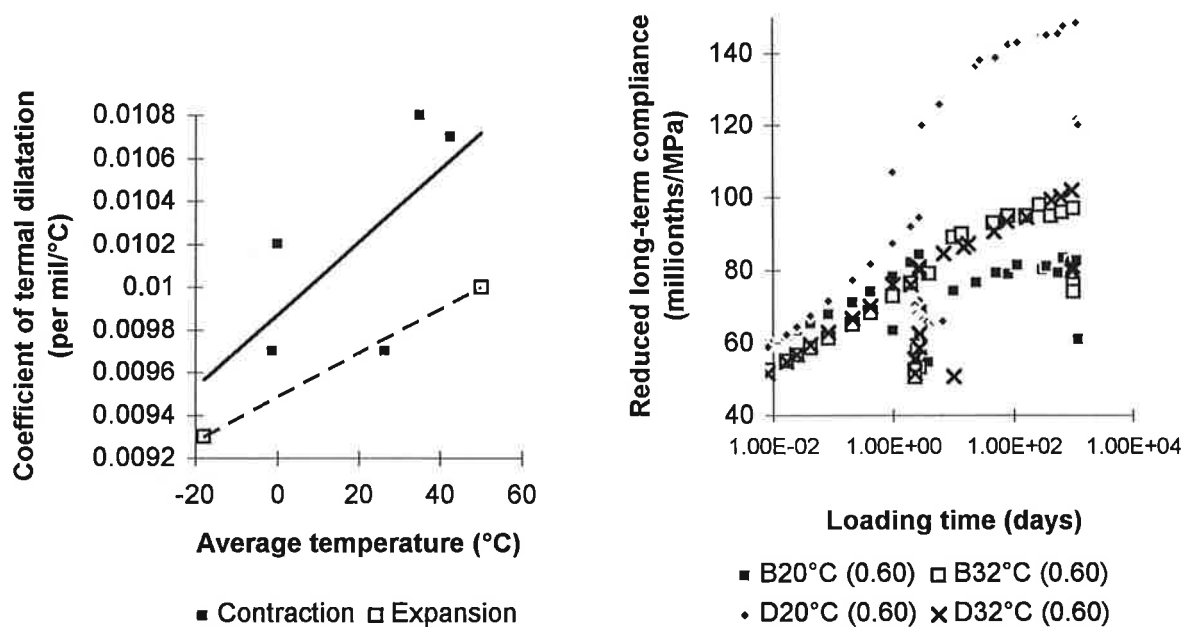 Coefficient of termal dilatation
(per mil/°C)
0.0108
0.0106
0.0104
0.0102
0.01
0.0098
0.0096
0.0094
0.0092
-20 0 20 40 60
Average temperature (°C)
Contraction Expansion
Reduced long-term compliance
(millionths/MPa)
140
120
100
80
60
40
1.00E-02 1.00E+00 1.00E+02 1.00E+04
Loading time (days)
B20°C (0.60) B32°C (0.60)
D20°C (0.60) D32°C (0.60)